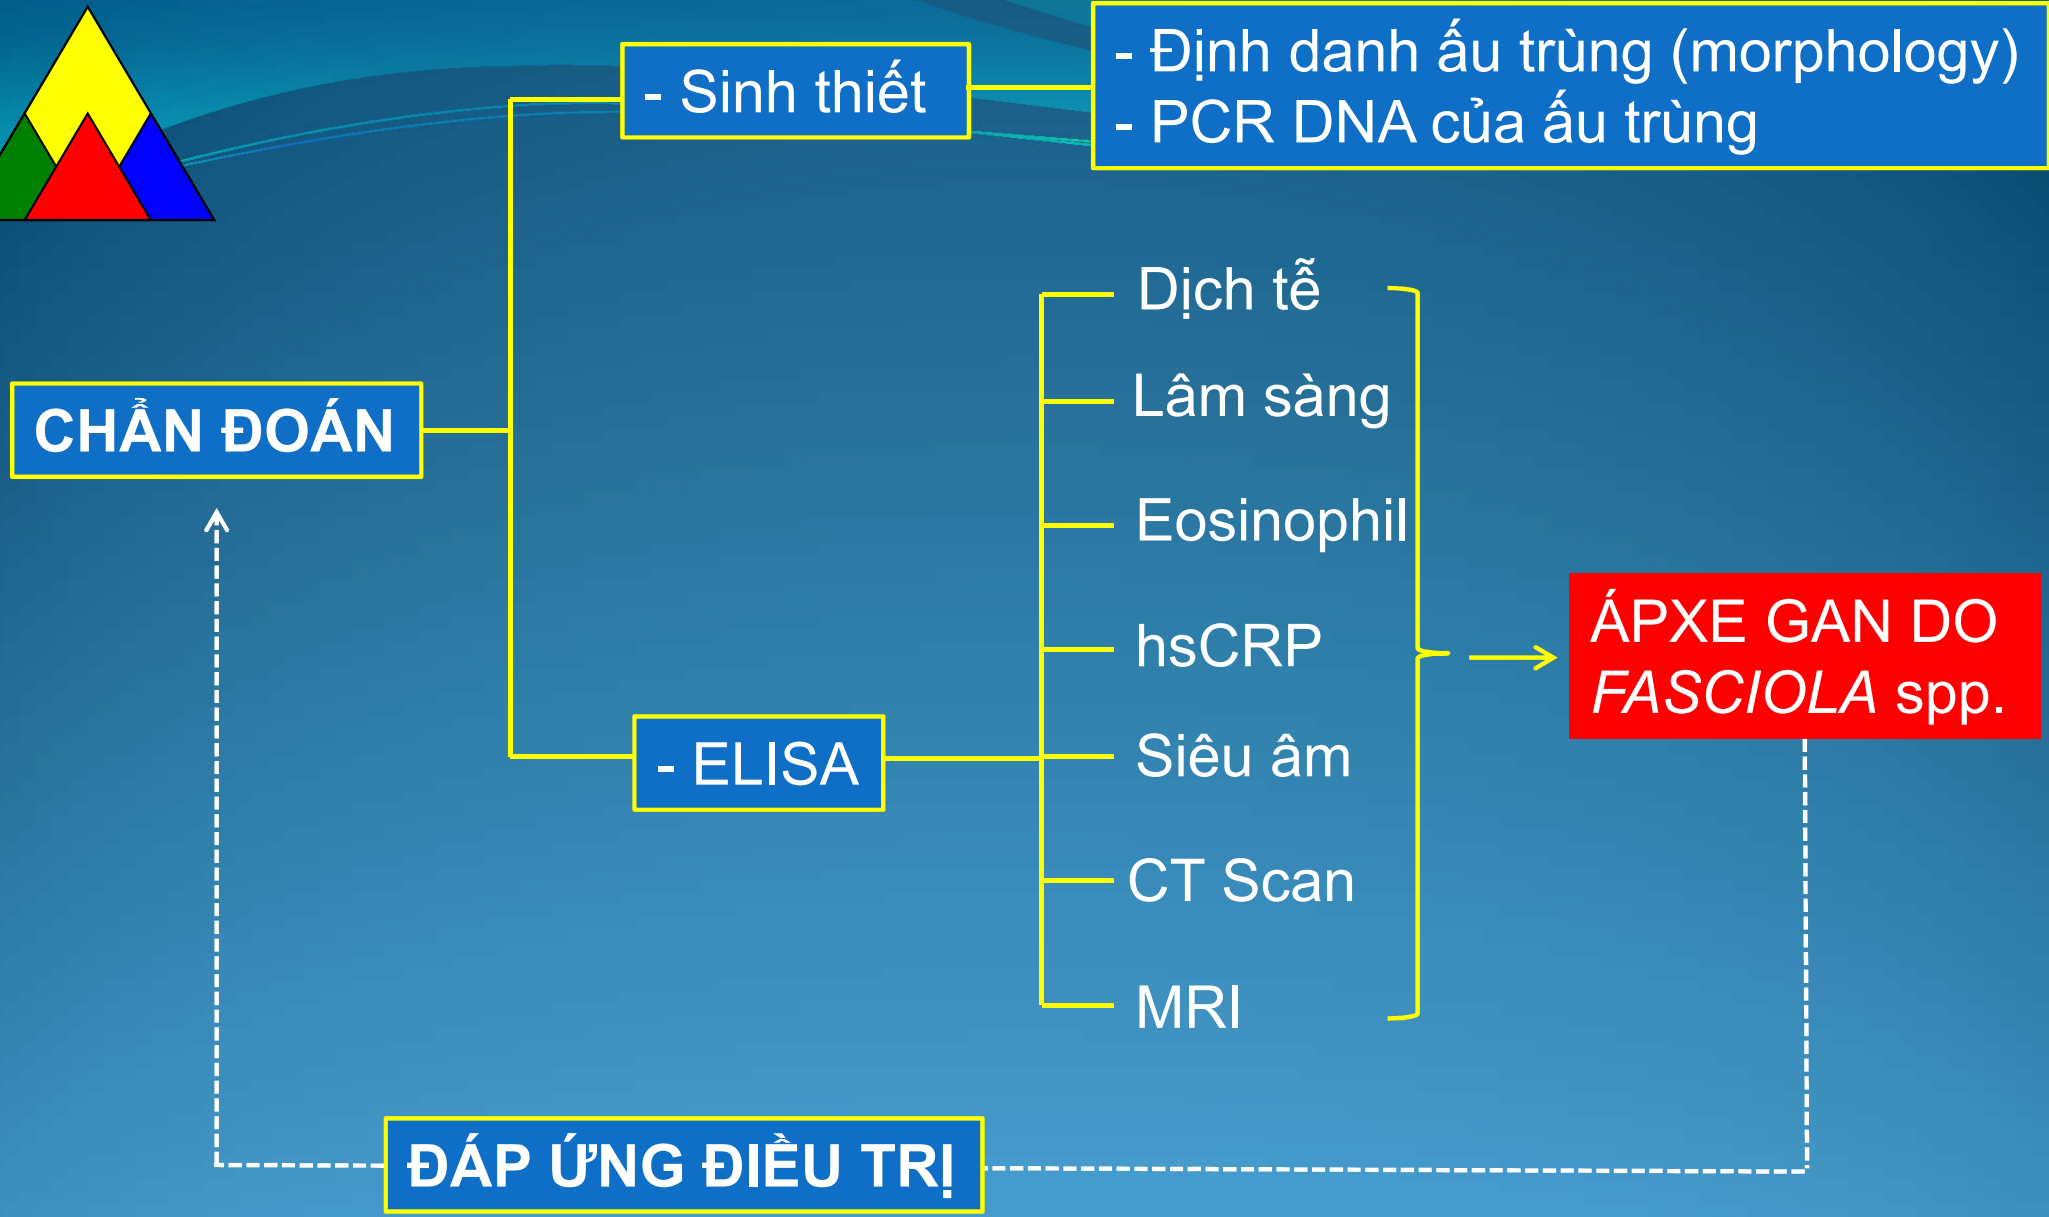 - Sinh thiết
- Định danh ấu trùng (morphology)
- PCR DNA của ấu trùng
CHẨN ĐOÁN
- ELISA
Dịch tễ
Lâm sàng
Eosinophil
hsCRP
Siêu âm
CT Scan
MRI
ÁPXE GAN DO
FASCIOLA spp.
ĐÁP ỨNG ĐIỀU TRỊ